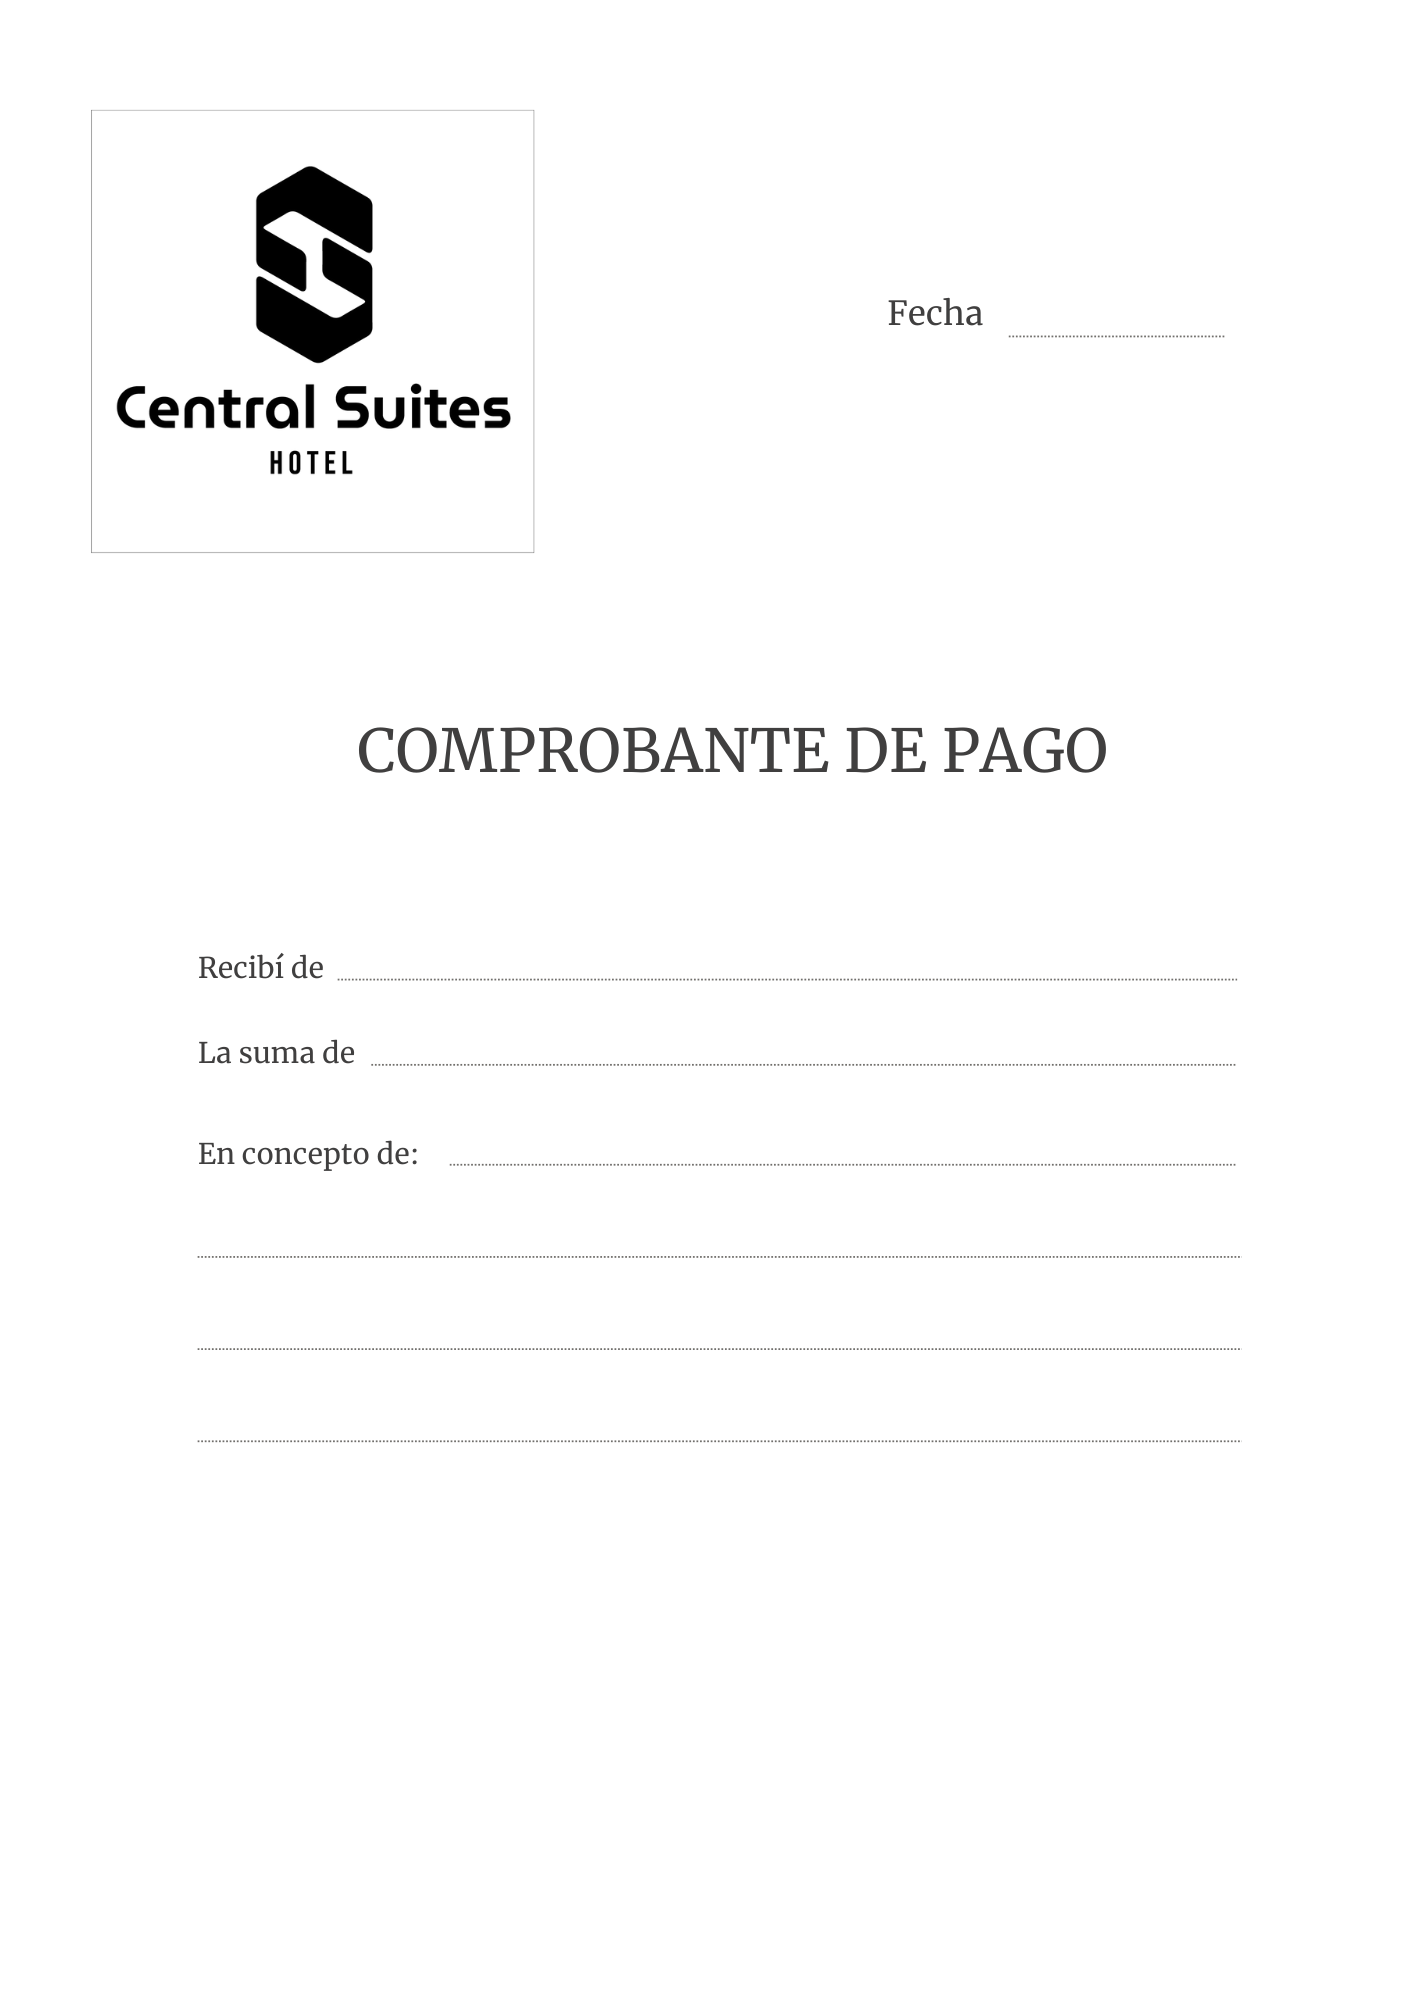 Central Suites
HOTEL
Fecha
COMPROBANTE DE PAGO
Recibí de
La suma de
En concepto de: